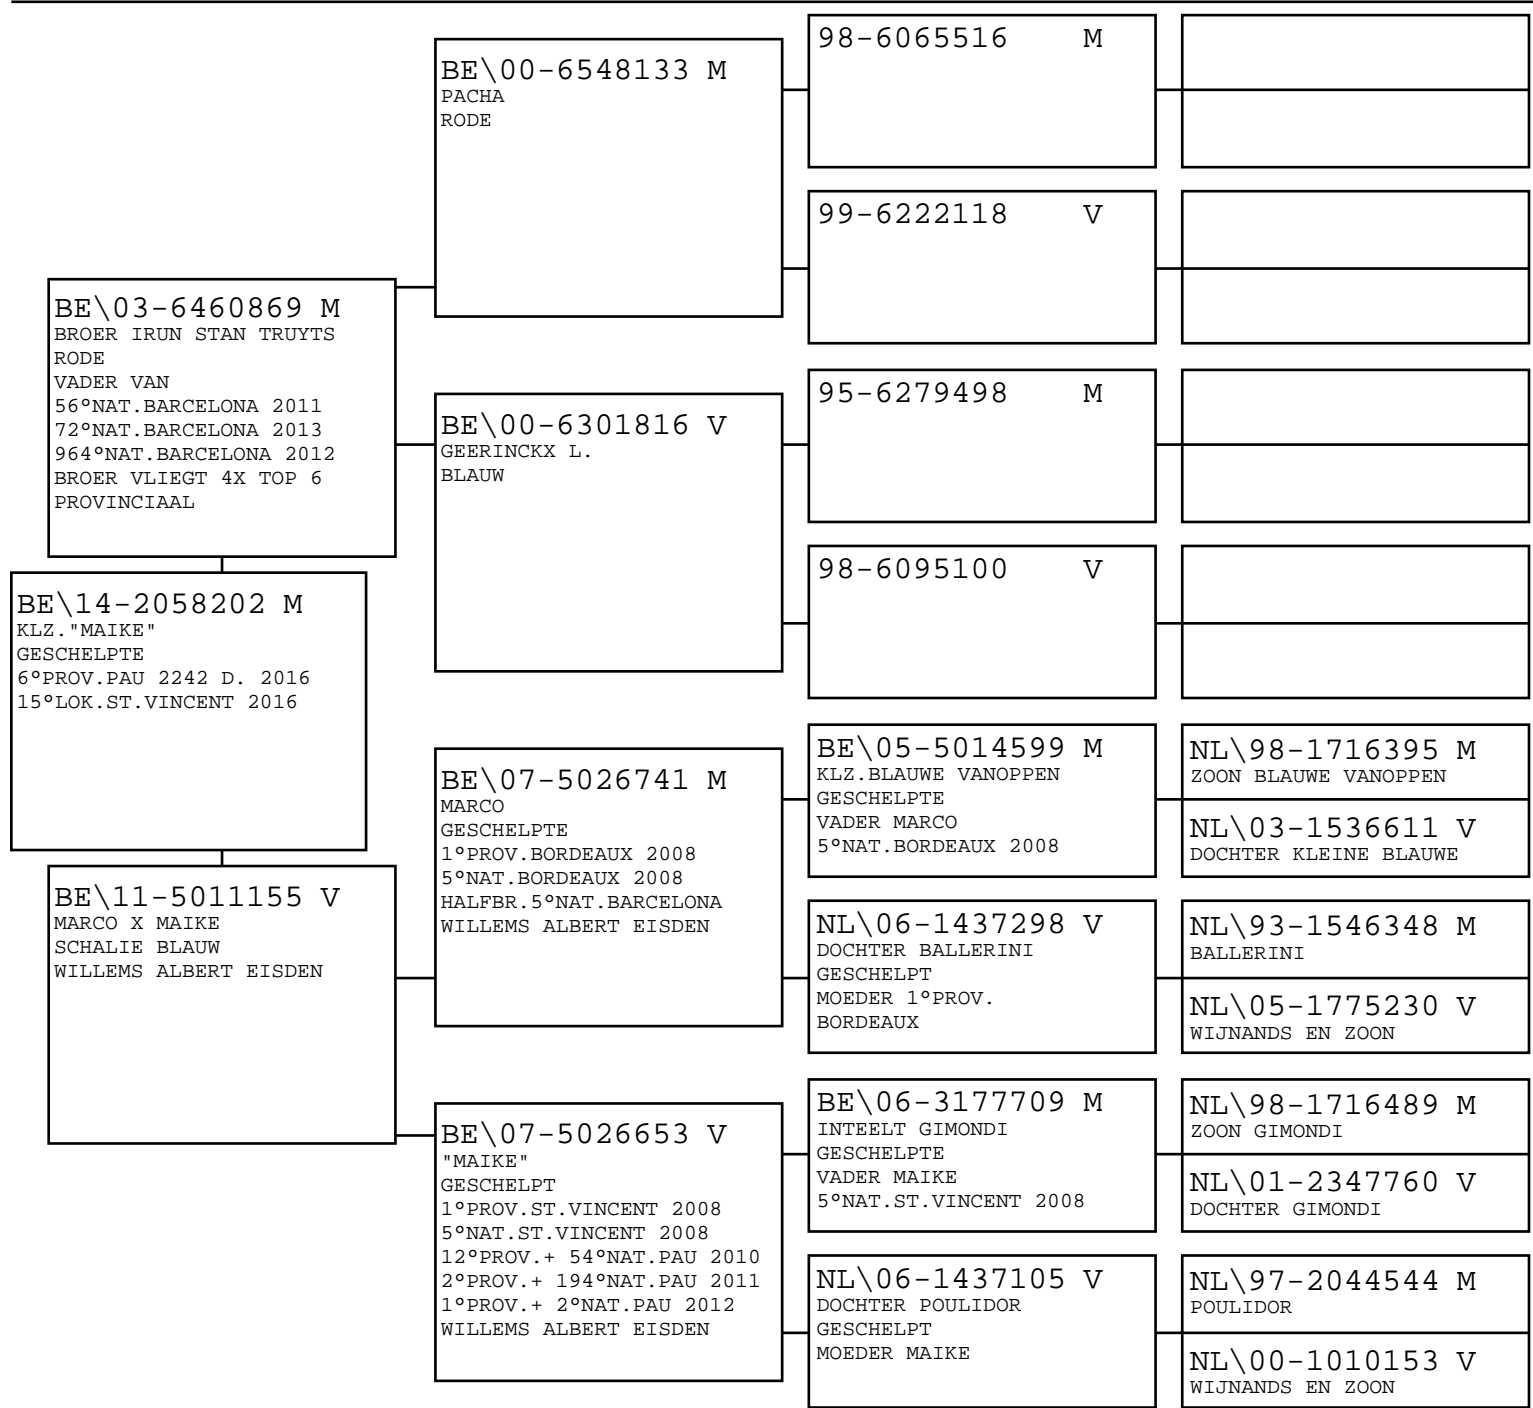 98-6065516 M
BE\00-6548133 M
PACHA
RODE
99-6222118 V
BE\03-6460869 M
BROER IRUN STAN TRUYTS
RODE
VADER VAN
56°NAT.BARCELONA 2011
72°NAT.BARCELONA 2013
964°NAT.BARCELONA 2012
BROER VLIEGT 4X TOP 6
PROVINCIAAL
95-6279498 M
BE\00-6301816 V
GEERINCKX L.
BLAUW
98-6095100 V
BE\14-2058202 M
KLZ."MAIKE"
GESCHELPTE
6°PROV.PAU 2242 D. 2016
15°LOK.ST.VINCENT 2016
BE\05-5014599 M
KLZ.BLAUWE VANOPPEN
GESCHELPTE
VADER MARCO
5°NAT.BORDEAUX 2008
NL\98-1716395 M
ZOON BLAUWE VANOPPEN
NL\03-1536611 V
DOCHTER KLEINE BLAUWE
BE\07-5026741 M
MARCO
GESCHELPTE
1°PROV.BORDEAUX 2008
5°NAT.BORDEAUX 2008
HALFBR.5°NAT.BARCELONA
WILLEMS ALBERT EISDEN
BE\11-5011155 V
MARCO X MAIKE
SCHALIE BLAUW
WILLEMS ALBERT EISDEN
NL\06-1437298 V
DOCHTER BALLERINI
GESCHELPT
MOEDER 1°PROV.
BORDEAUX
NL\93-1546348 M
BALLERINI
NL\05-1775230 V
WIJNANDS EN ZOON
BE\06-3177709 M
INTEELT GIMONDI
GESCHELPTE
VADER MAIKE
5°NAT.ST.VINCENT 2008
NL\98-1716489 M
ZOON GIMONDI
NL\01-2347760 V
DOCHTER GIMONDI
BE\07-5026653 V
"MAIKE"
GESCHELPT
1°PROV.ST.VINCENT 2008
5°NAT.ST.VINCENT 2008
12°PROV.+ 54°NAT.PAU 2010
2°PROV.+ 194°NAT.PAU 2011
1°PROV.+ 2°NAT.PAU 2012
WILLEMS ALBERT EISDEN
NL\06-1437105 V
DOCHTER POULIDOR
GESCHELPT
MOEDER MAIKE
NL\97-2044544 M
POULIDOR
NL\00-1010153 V
WIJNANDS EN ZOON